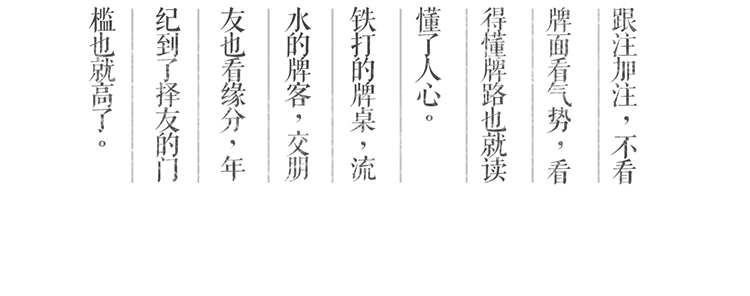 跟注加注，不看
牌面看气势，看
得懂牌路也就读
懂了人心。
铁打的牌桌，流
水的牌客，交朋
友也看缘分，年
纪到了择友的门
槛也就高了。